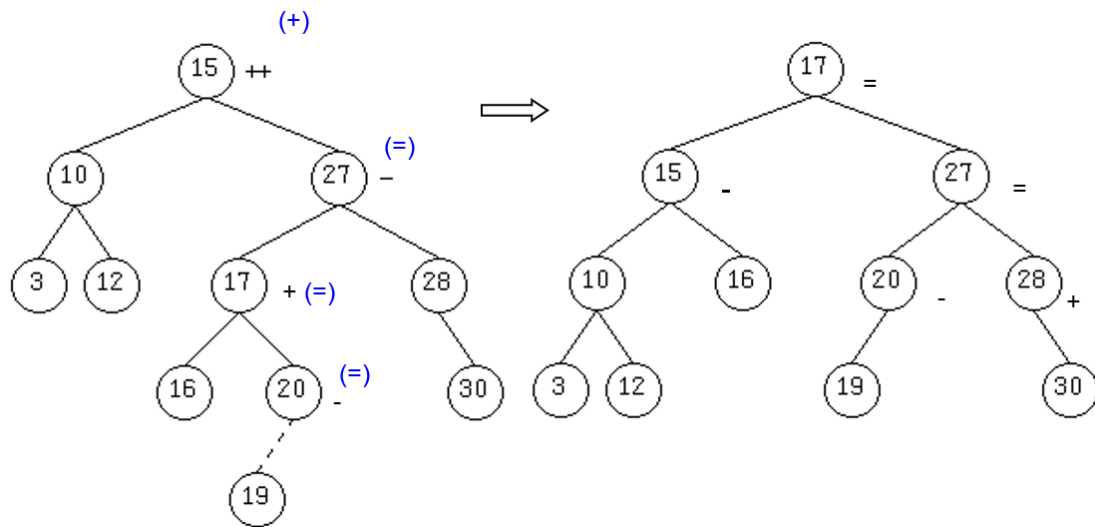 (+)
15 ++ 17 =
10 (=) 27 – 15 - 27 =
3 12 17 + (=) 28 10 16 20 - 28 +
16 20 (=) - 30 3 12 19 30
19